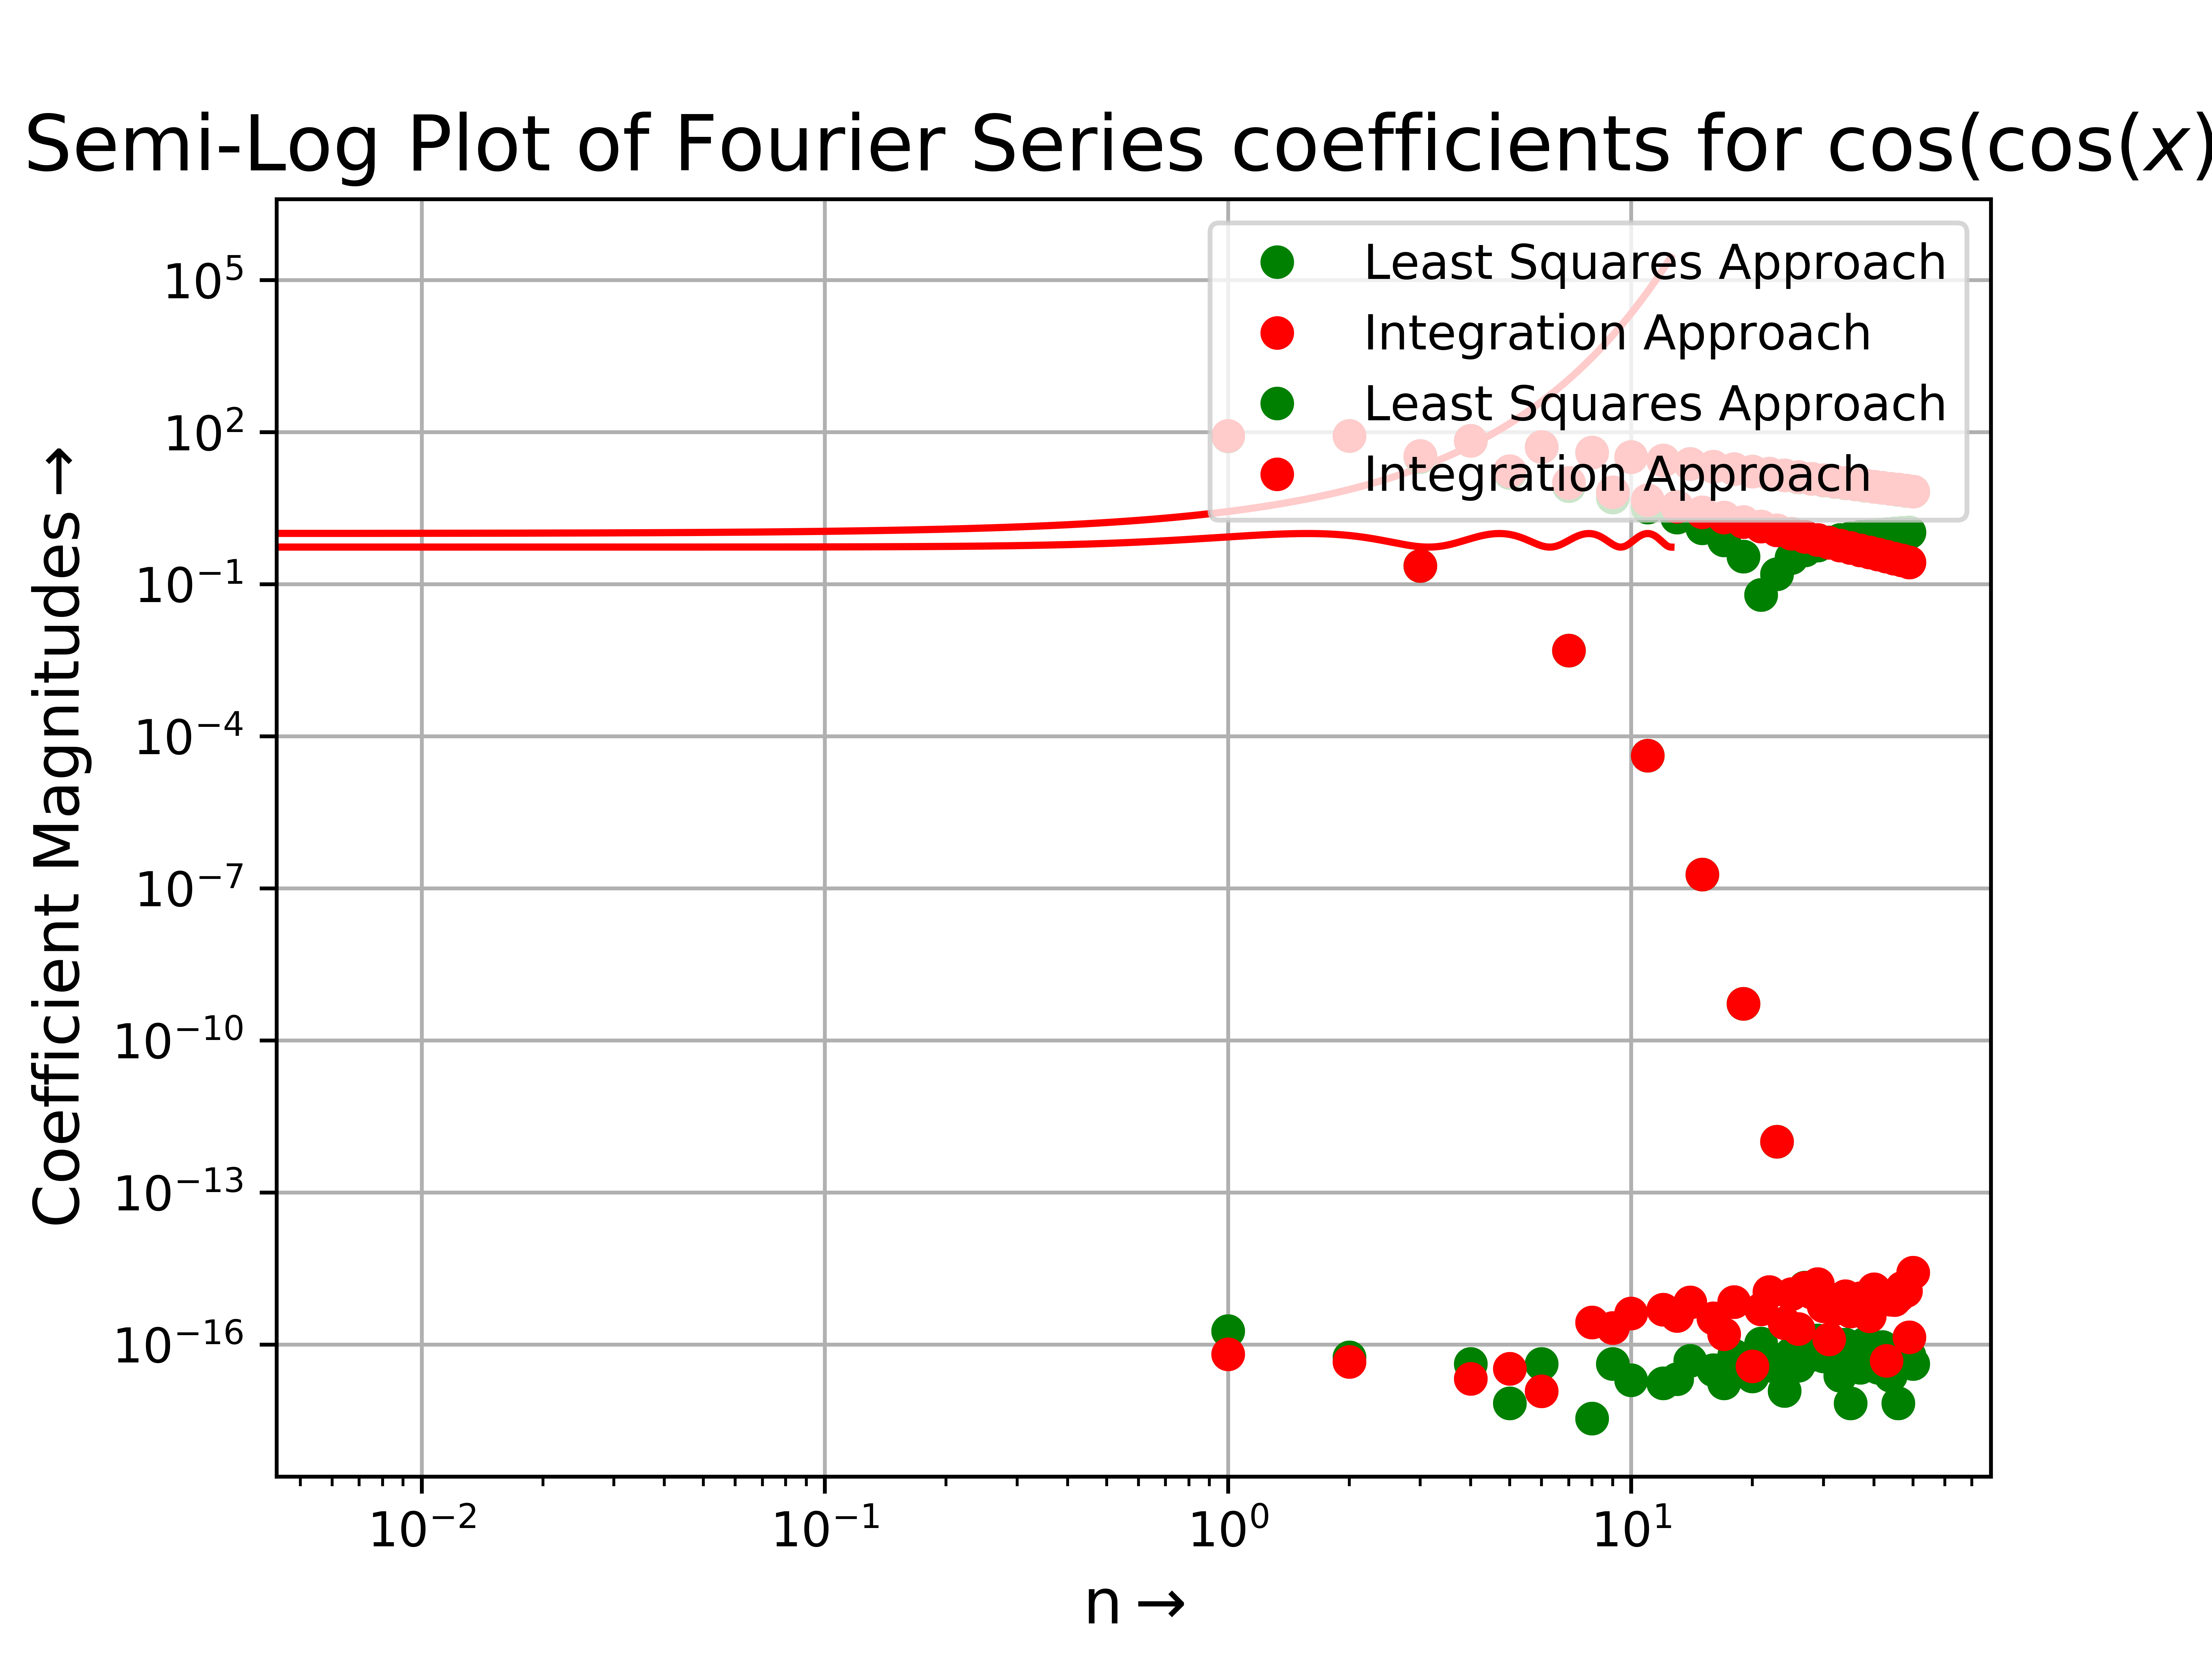 Semi-Log Plot of Fourier Series coefficients for cos(cos(x)
Least Squares Approach
Integration Approach
Least Squares Approach
Integration Approach
Coefficient Magnitudes→
10⁵
10²
10⁻¹
10⁻⁴
10⁻⁷
10⁻¹⁰
10⁻¹³
10⁻¹⁶
10⁻² 10⁻¹ 10⁰ 10¹
n→